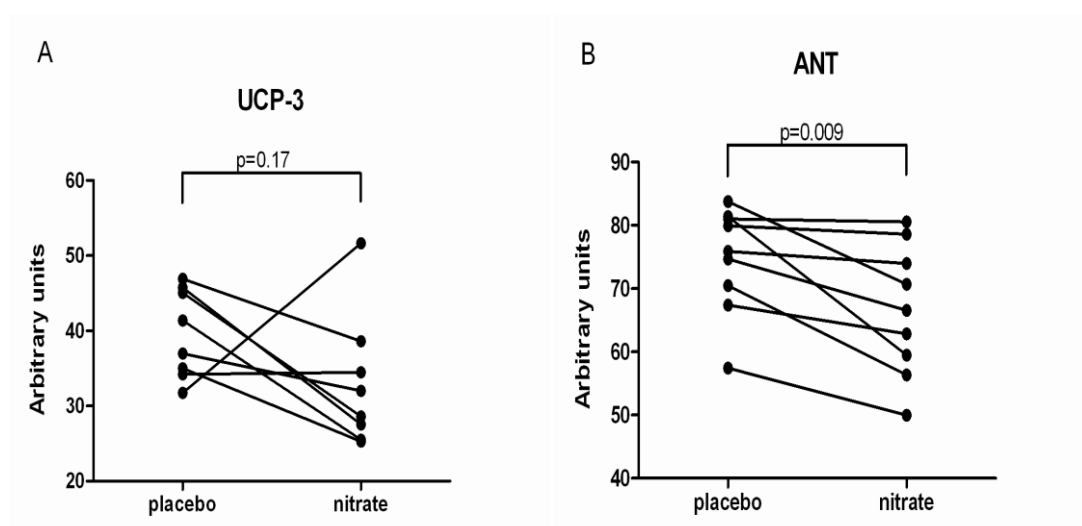 A
UCP-3
p=0.17
60
50
40
30
20
Arbitrary units
placebo
nitrate
B
ANT
p=0.009
90
80
70
60
50
40
Arbitrary units
placebo
nitrate